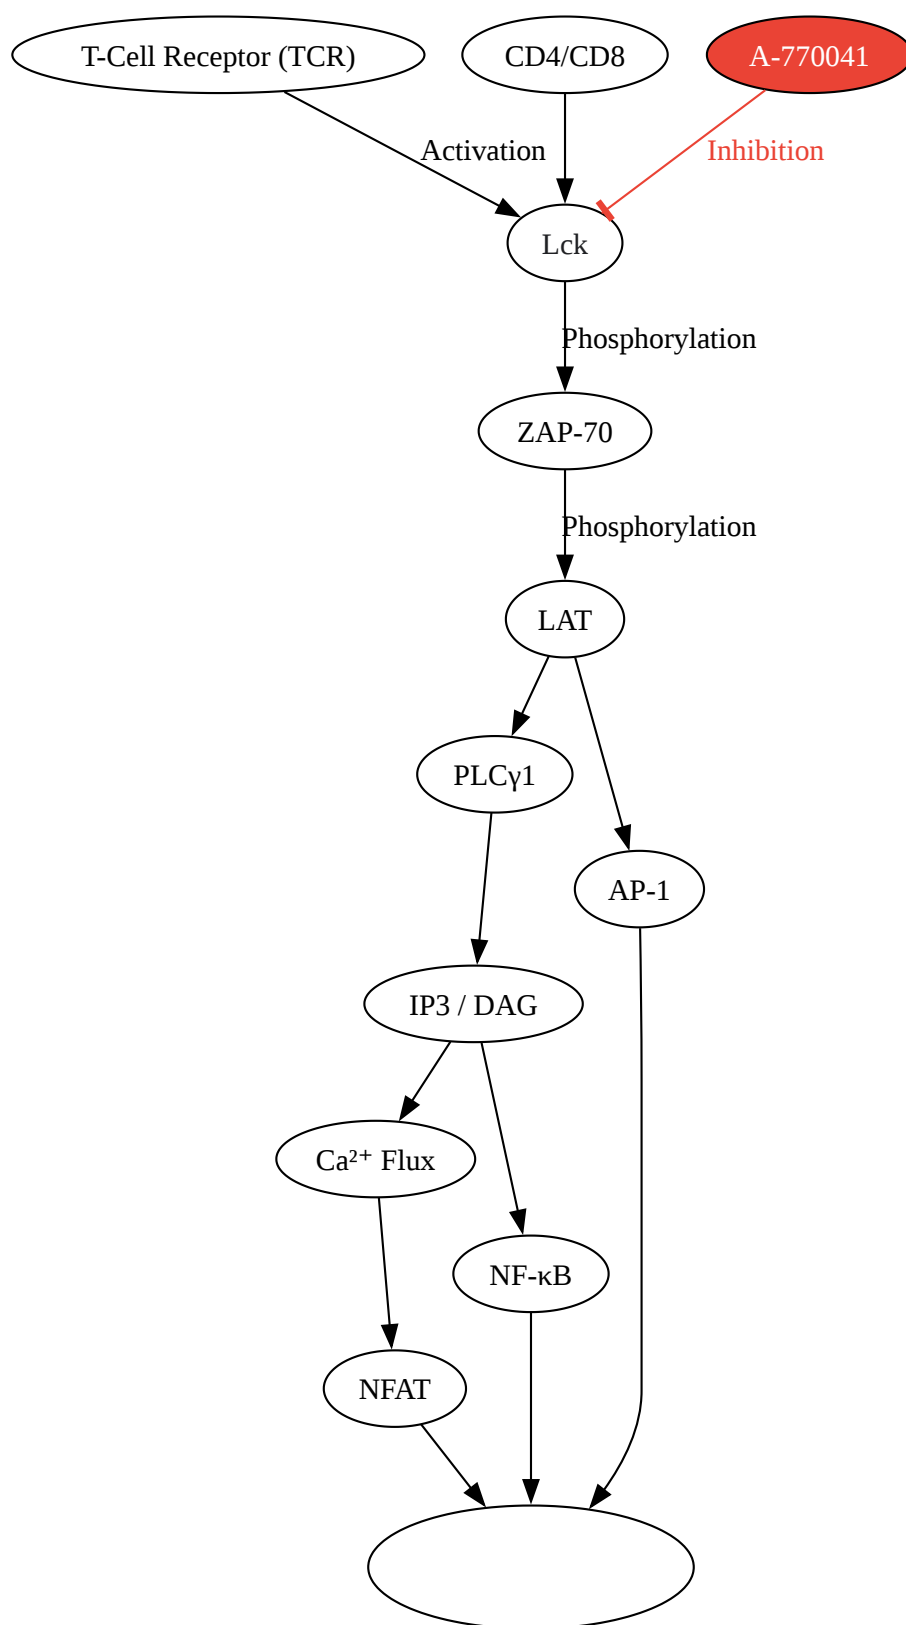 T-Cell Receptor (TCR)
CD4/CD8
A-770041
Activation
Inhibition
Lck
Phosphorylation
ZAP-70
Phosphorylation
LAT
PLCγ1
AP-1
IP3 / DAG
Ca²⁺ Flux
NF-κB
NFAT